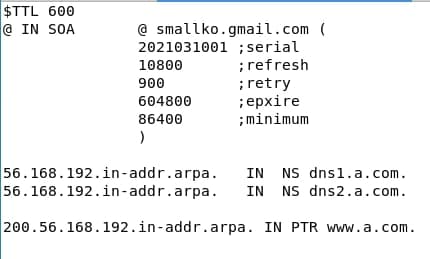 $TTL 600
@ IN SOA @ smallko.gmail.com (
2021031001 ;serial
10800 ;refresh
900 ;retry
604800 ;epxire
86400 ;minimum
)
56.168.192.in-addr.arpa. IN NS dns1.a.com.
56.168.192.in-addr.arpa. IN NS dns2.a.com.
200.56.168.192.in-addr.arpa. IN PTR www.a.com.